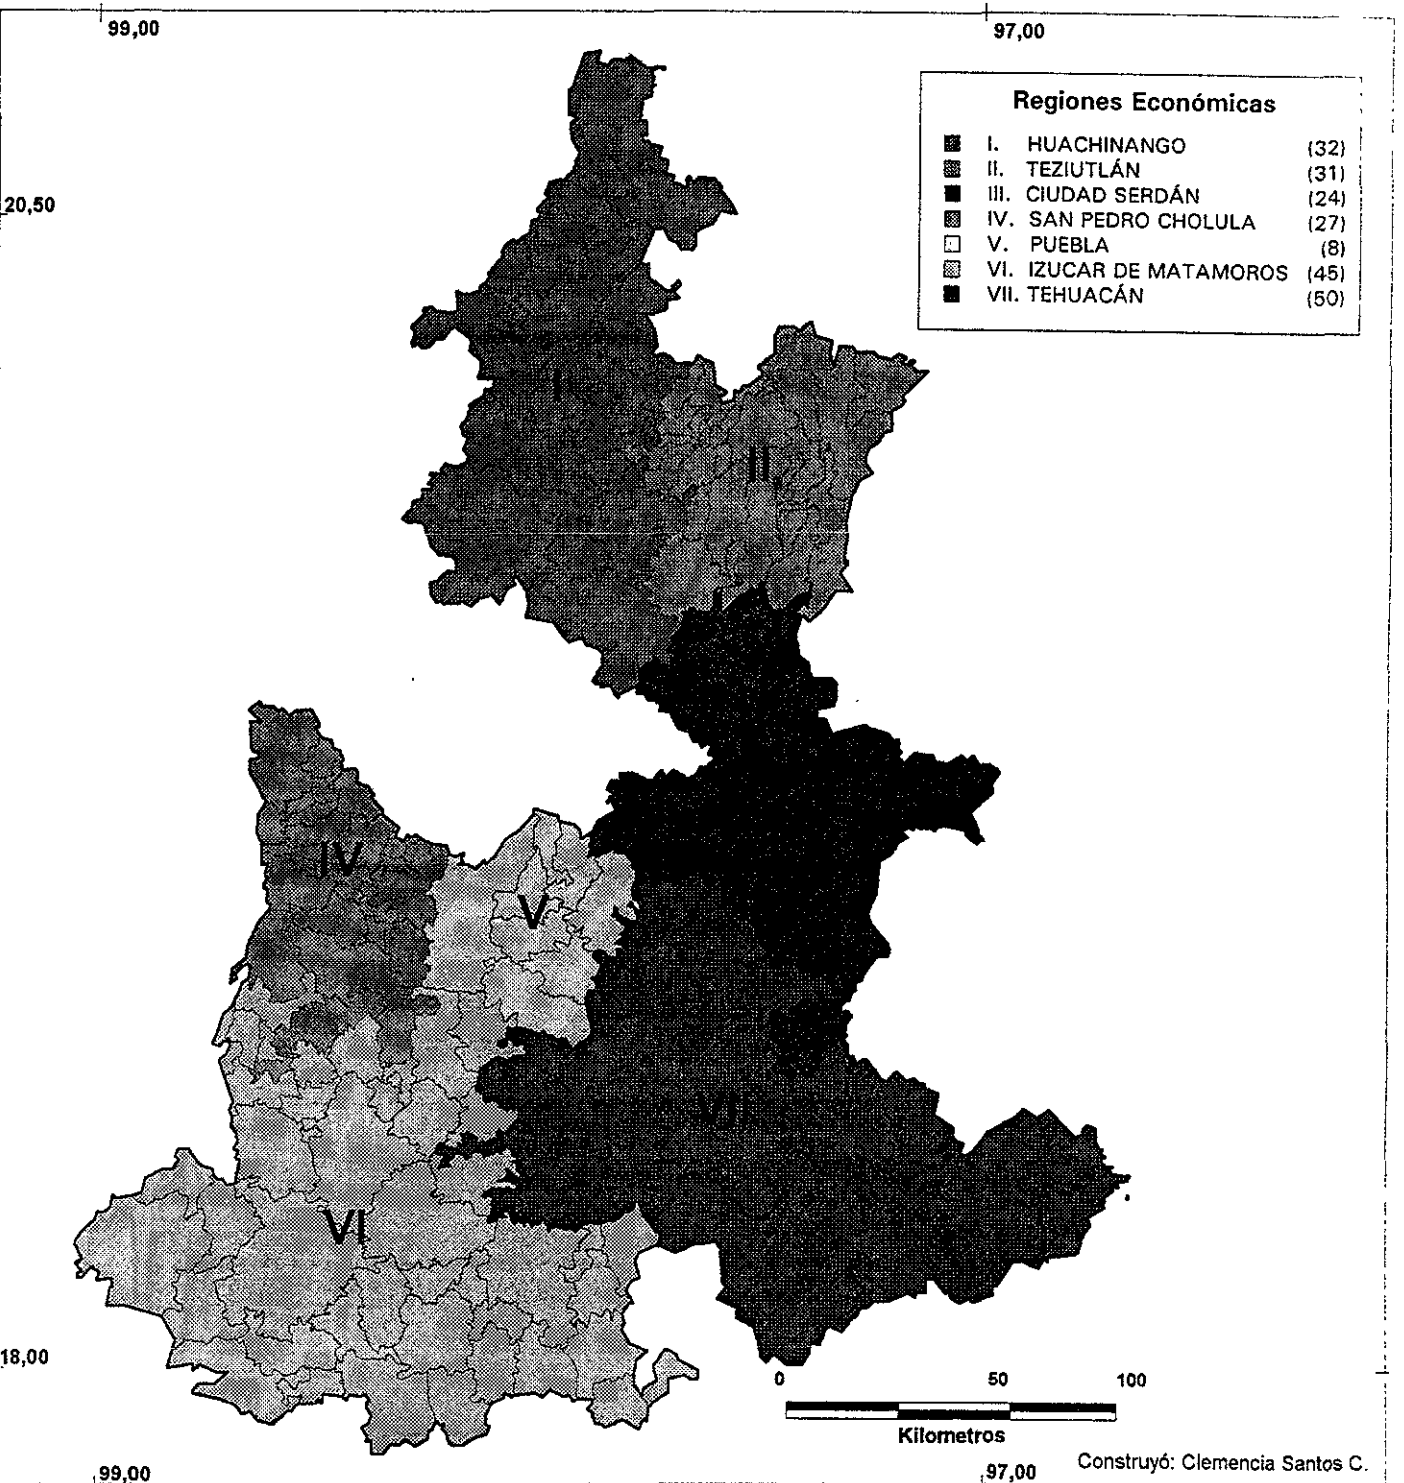 99,00
97,00
Regiones Económicas
I. HUACHINANGO (32)
II. TEZIUTLÁN (31)
III. CIUDAD SERDÁN (24)
IV. SAN PEDRO CHOLULA (27)
V. PUEBLA (8)
VI. IZUCAR DE MATAMOROS (45)
VII. TEHUACÁN (50)
20,50
I
II
IV
V
VI
18,00
0 50 100
Kilometros
Construyó: Clemencia Santos C.
99,00
97,00